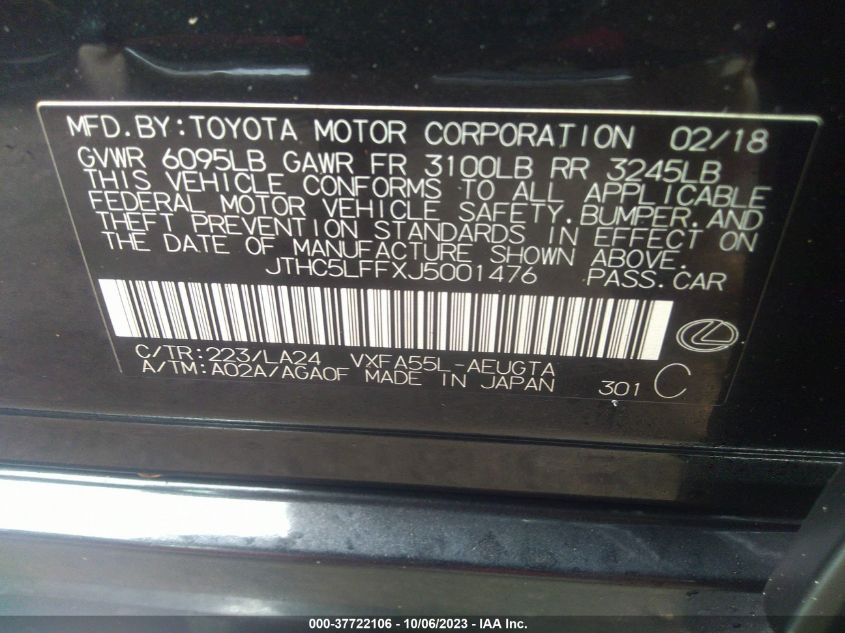 MFD.BY:TOYOTA MOTOR CORPORATION 02/18
GVWR 6095LB GAWR FR 3100LB RR 3245LB
THIS VEHICLE CONFORMS TO ALL APPLICABLE
FEDERAL MOTOR VEHICLE SAFETY,BUMPER,AND
THEFT PREVENTION STANDARDS IN EFFECT ON
THE DATE OF MANUFACTURE SHOWN ABOVE.
JTHC5LFFXJ5001476 PASS.CAR
C/TR:223/LA24 VXFA55L-AEUGTA
A/TM:A02A/AGA0F MADE IN JAPAN 301 C
000-37722106 - 10/06/2023 - IAA Inc.